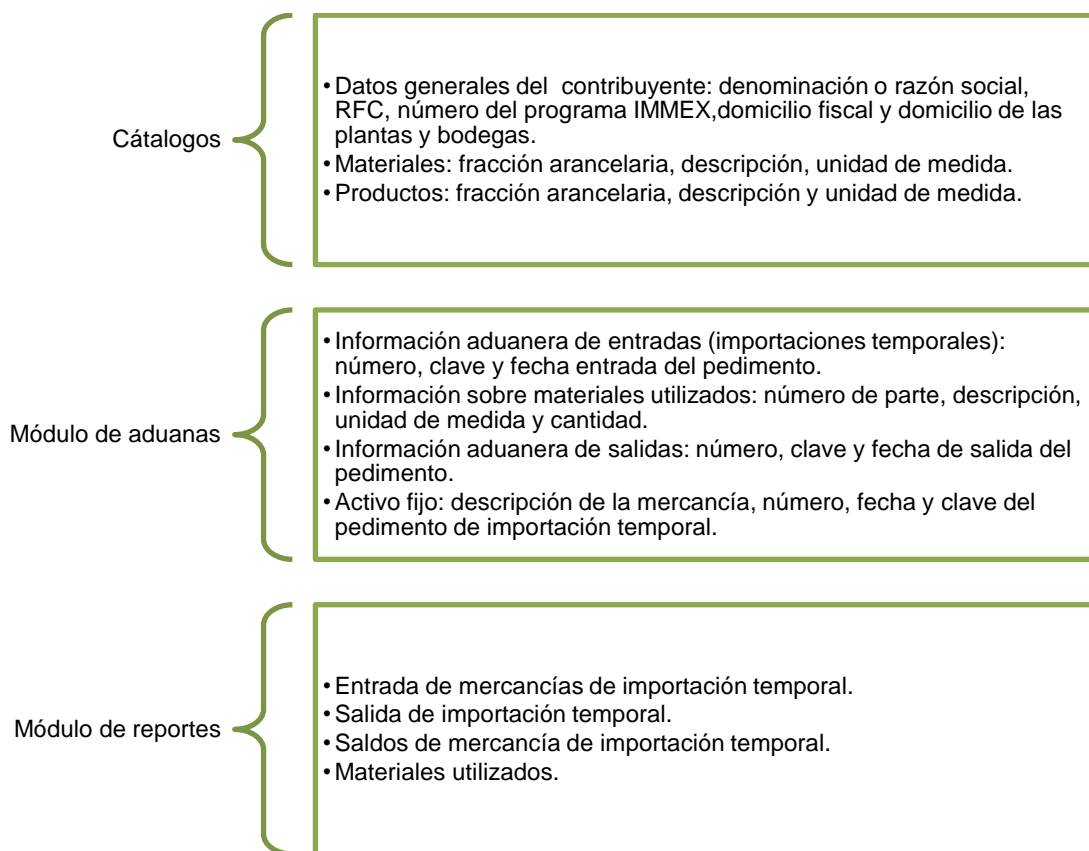 Cátalogos
•Datos generales del  contribuyente: denominación o razón social,
RFC, número del programa IMMEX,domicilio fiscal y domicilio de las
plantas y bodegas.
•Materiales: fracción arancelaria, descripción, unidad de medida.
•Productos: fracción arancelaria, descripción y unidad de medida.
Módulo de aduanas
•Información aduanera de entradas (importaciones temporales):
número, clave y fecha entrada del pedimento.
•Información sobre materiales utilizados: número de parte, descripción,
unidad de medida y cantidad.
•Información aduanera de salidas: número, clave y fecha de salida del
pedimento.
•Activo fijo: descripción de la mercancía, número, fecha y clave del
pedimento de importación temporal.
Módulo de reportes
•Entrada de mercancías de importación temporal.
•Salida de importación temporal.
•Saldos de mercancía de importación temporal.
•Materiales utilizados.